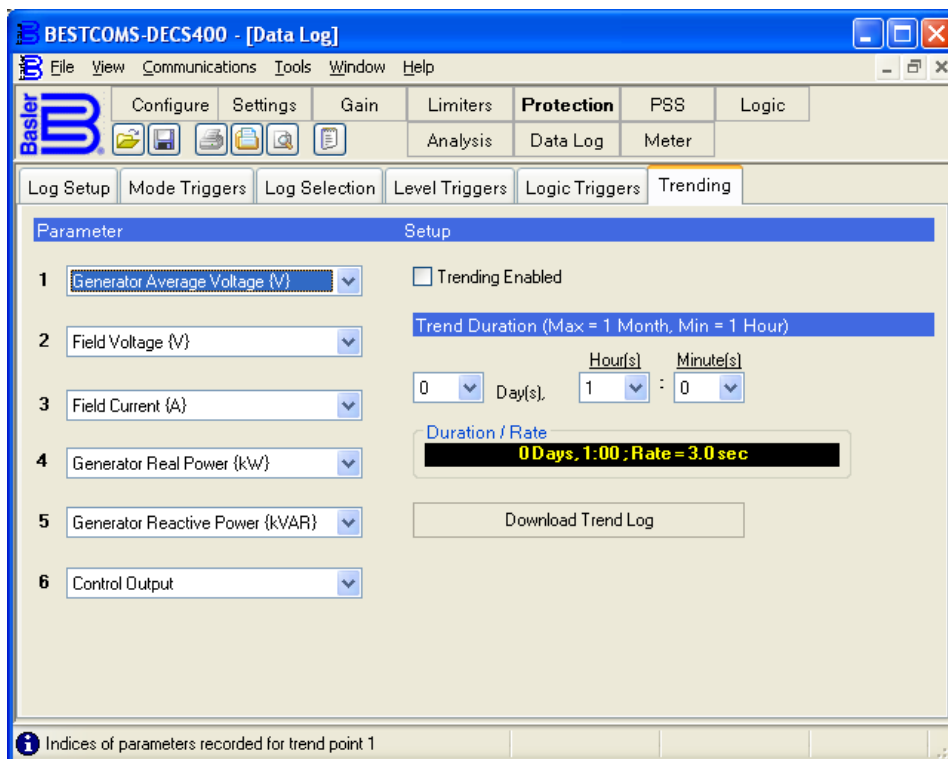 BESTCOMS-DECS400 - [Data Log]
File View Communications Tools Window Help
Basler
Configure Settings Gain Limiters Protection PSS Logic
Analysis Data Log Meter
Log Setup Mode Triggers Log Selection Level Triggers Logic Triggers Trending
Parameter Setup
1 Generator Average Voltage {V} Trending Enabled
Trend Duration (Max = 1 Month, Min = 1 Hour)
2 Field Voltage {V}
Hour(s) Minute(s)
0 Day(s), 1 : 0
3 Field Current {A}
Duration / Rate
0 Days, 1:00 ; Rate = 3.0 sec
4 Generator Real Power {kW}
5 Generator Reactive Power {kVAR} Download Trend Log
6 Control Output
Indices of parameters recorded for trend point 1